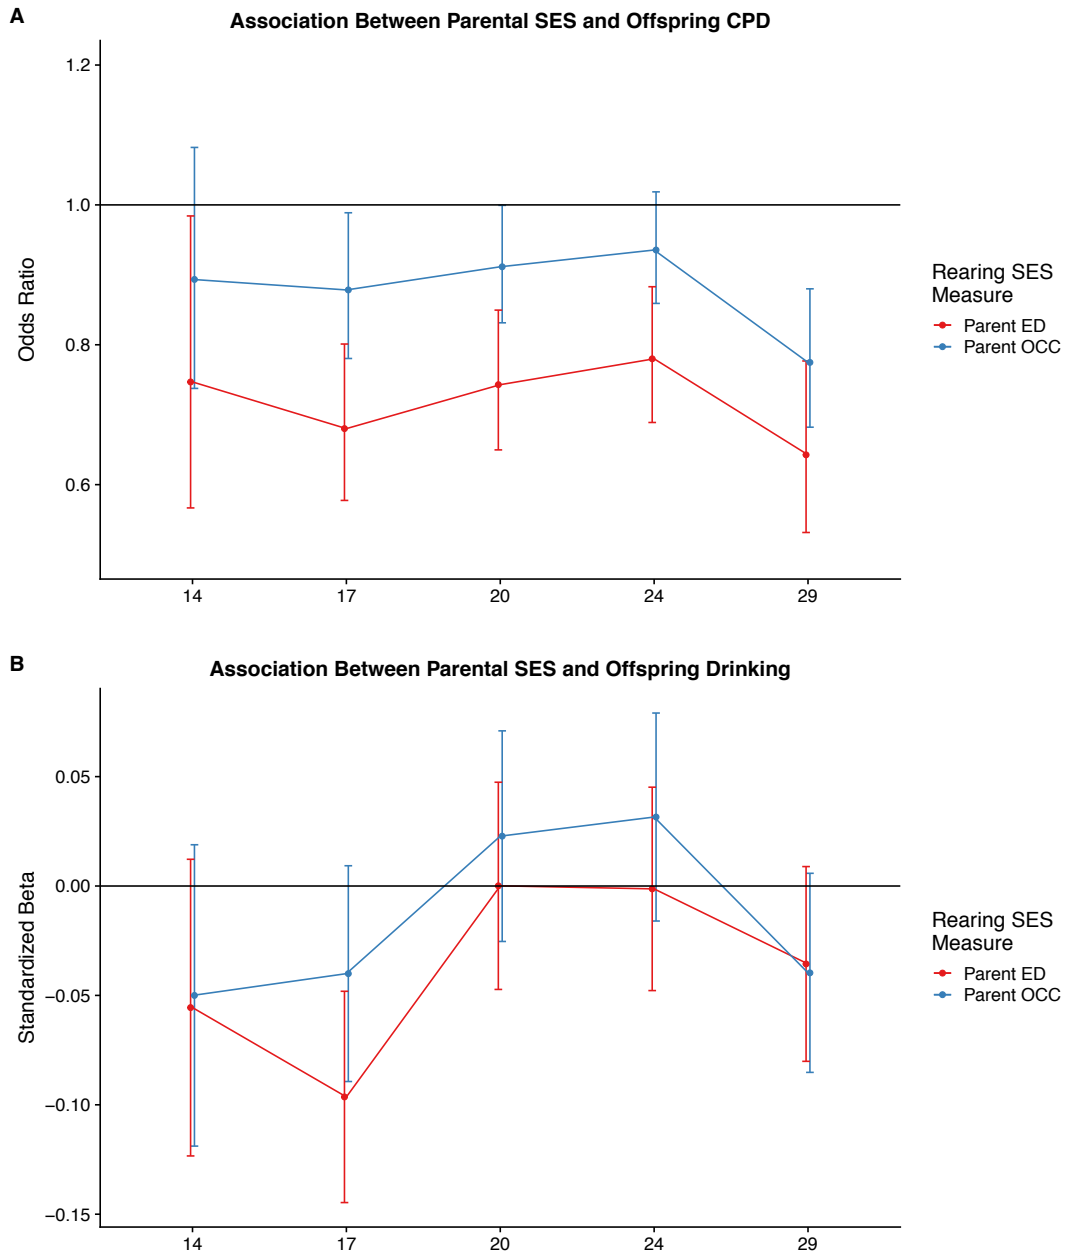 A
Association Between Parental SES and Offspring CPD
1.2
1.0
0.8
0.6
Odds Ratio
14 17 20 24 29
Rearing SES
Measure
Parent ED
Parent OCC
B
Association Between Parental SES and Offspring Drinking
0.05
0.00
−0.05
−0.10
−0.15
Standardized Beta
14 17 20 24 29
Rearing SES
Measure
Parent ED
Parent OCC